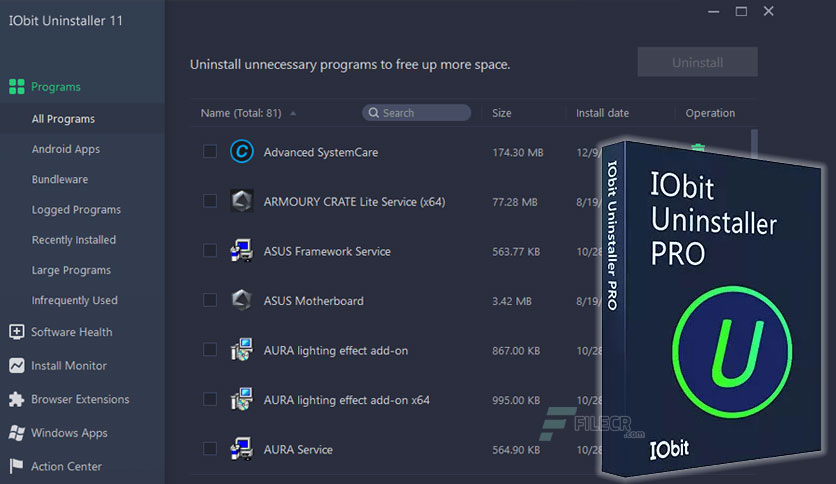 IObit Uninstaller 11
Uninstall unnecessary programs to free up more space.
Uninstall
Programs
All Programs
Android Apps
Bundleware
Logged Programs
Recently Installed
Large Programs
Infrequently Used
Software Health
Install Monitor
Browser Extensions
Windows Apps
Action Center
Name (Total: 81) Search Size Install date Operation
Advanced SystemCare 174.30 MB 12/9/
ARMOURY CRATE Lite Service (x64) 77.28 MB 8/19/
ASUS Framework Service 563.77 KB 10/28
ASUS Motherboard 3.42 MB 8/19/
AURA lighting effect add-on 867.00 KB 10/28
AURA lighting effect add-on x64 995.00 KB 10/28
AURA Service 564.90 KB 10/28
FILECR
.com
IObit Uninstaller PRO
IObit
Uninstaller
PRO
U
IObit